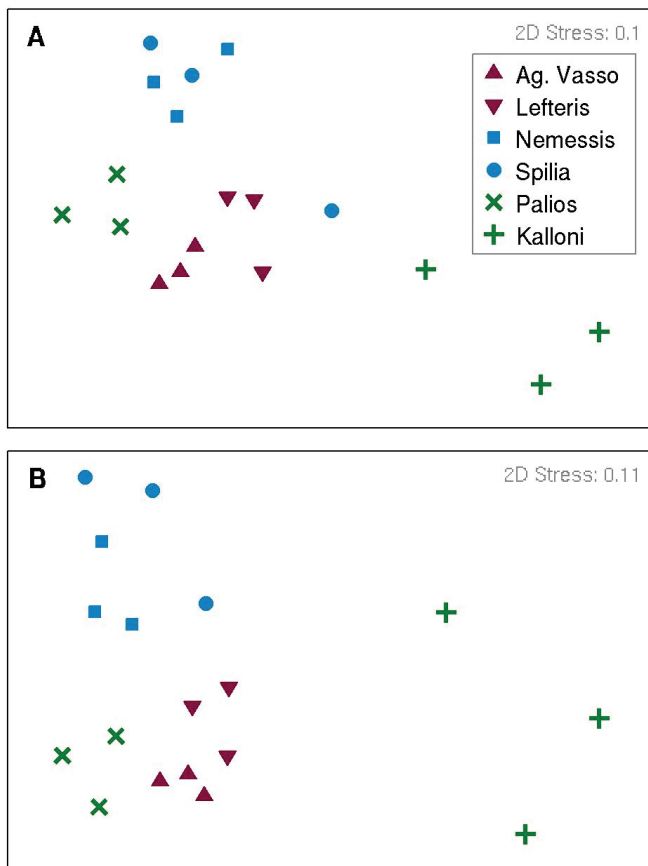 A
2D Stress: 0.1
Ag. Vasso
Lefteris
Nemessis
Spilia
Palios
Kalloni
B
2D Stress: 0.11